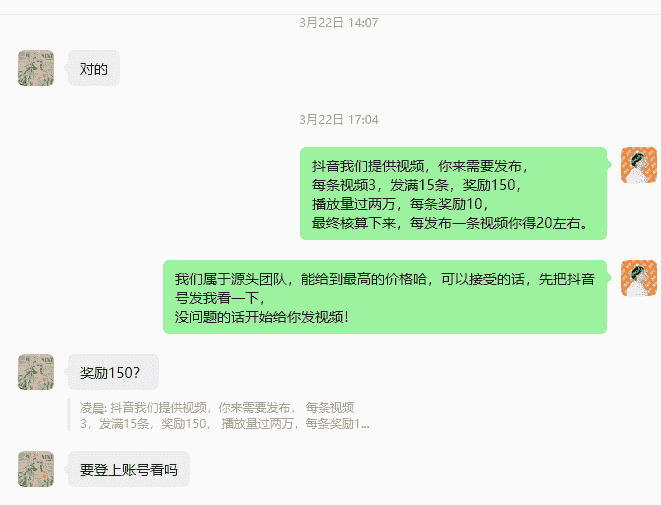 3月22日 14:07
对的
3月22日 17:04
抖音我们提供视频，你来需要发布，
每条视频3，发满15条，奖励150，
播放量过两万，每条奖励10，
最终核算下来，每发布一条视频你得20左右。
我们属于源头团队，能给到最高的价格哈，可以接受的话，先把抖音
号发我看一下，
没问题的话开始给你发视频！
奖励150？
凌晨: 抖音我们提供视频，你来需要发布， 每条视频
3，发满15条，奖励150， 播放量过两万，每条奖励1...
要登上账号看吗